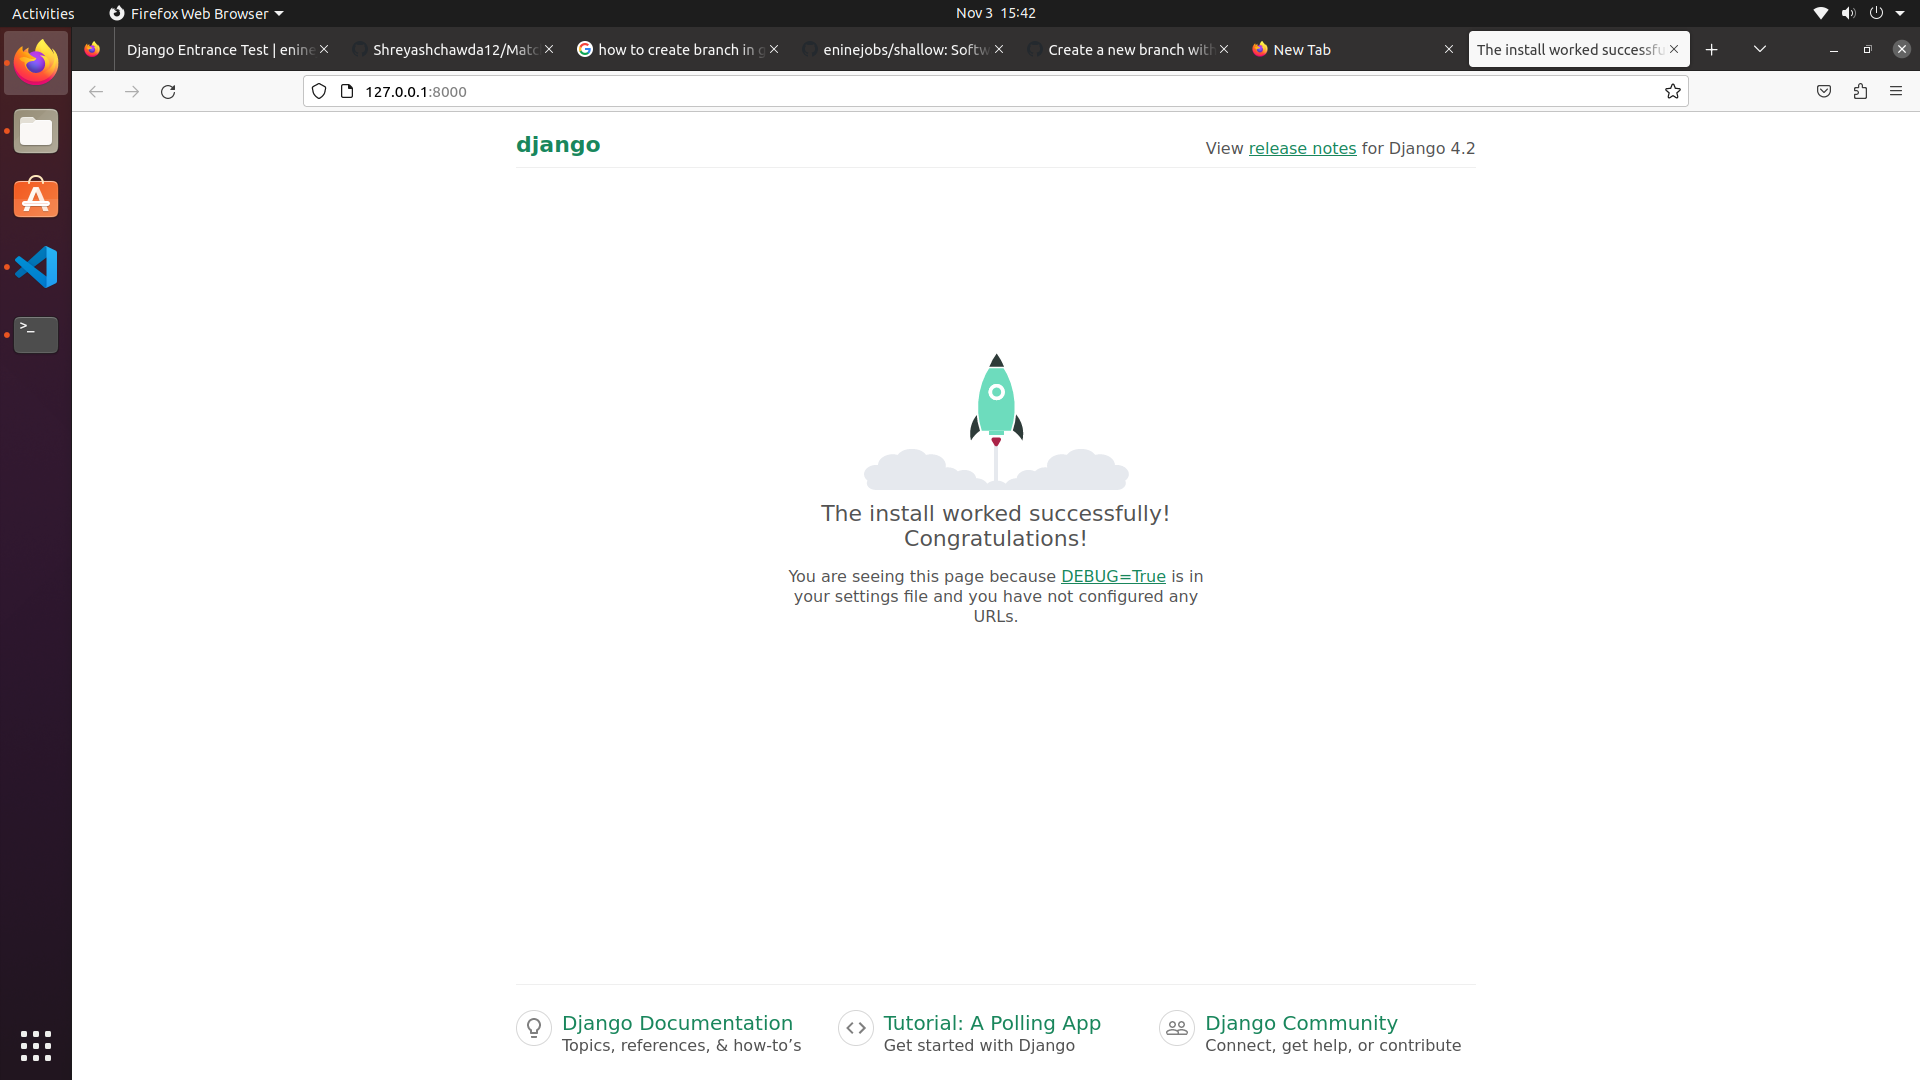 Activities
Firefox Web Browser
Nov 3 15:42
Django Entrance Test | enine
Shreyashchawda12/Matc
how to create branch in g
eninejobs/shallow: Softw
Create a new branch with
New Tab
The install worked successfu
127.0.0.1:8000
django
View release notes for Django 4.2
>_
The install worked successfully!
Congratulations!
You are seeing this page because DEBUG=True is in
your settings file and you have not configured any
URLs.
Django Documentation
Topics, references, & how-to’s
Tutorial: A Polling App
Get started with Django
Django Community
Connect, get help, or contribute